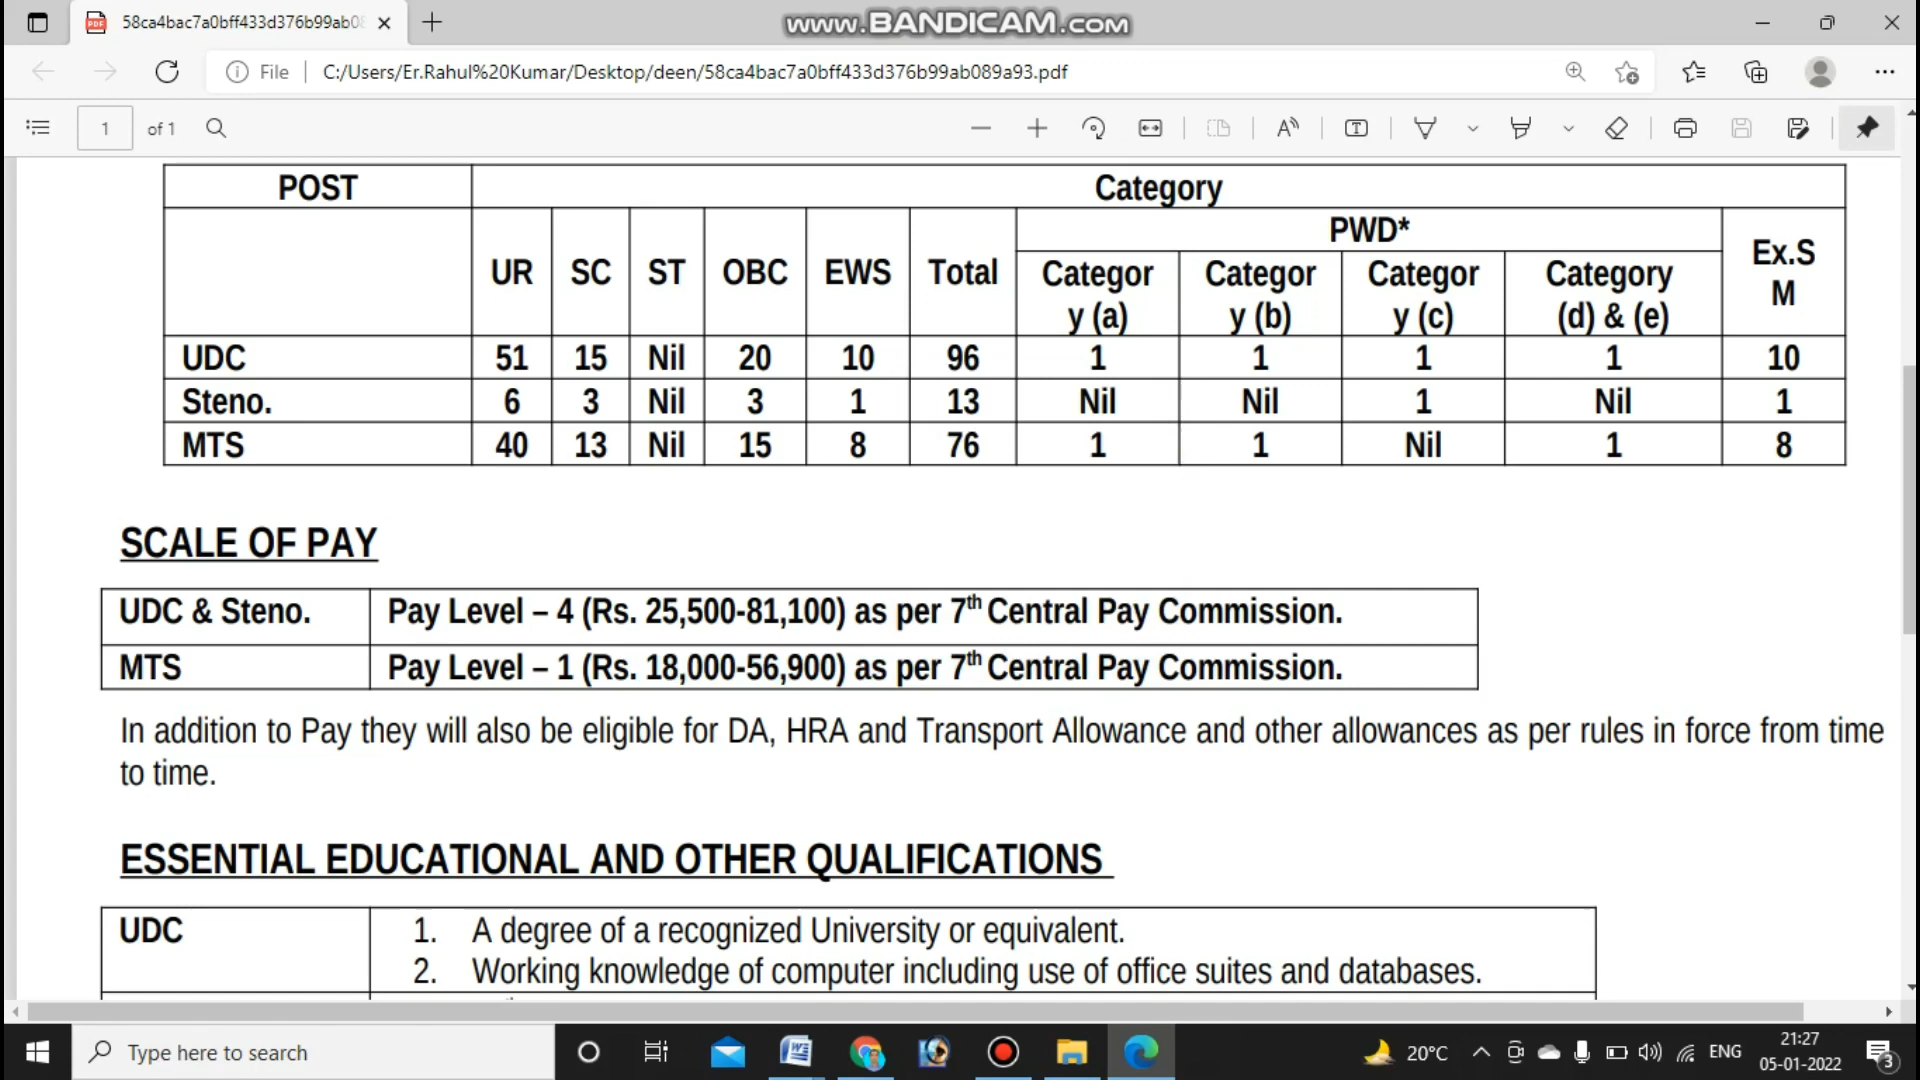 58ca4bac7a0bff433d376b99ab08
www.BANDICAM.com
File
C:/Users/Er.Rahul%20Kumar/Desktop/deen/58ca4bac7a0bff433d376b99ab089a93.pdf
1 of 1
POST Category
UR SC ST OBC EWS Total PWD* Ex.S
M
Categor
y (a) Categor
y (b) Categor
y (c) Category
(d) & (e)
UDC 51 15 Nil 20 10 96 1 1 1 1 10
Steno. 6 3 Nil 3 1 13 Nil Nil 1 Nil 1
MTS 40 13 Nil 15 8 76 1 1 Nil 1 8
SCALE OF PAY
UDC & Steno. Pay Level – 4 (Rs. 25,500-81,100) as per 7th Central Pay Commission.
MTS Pay Level – 1 (Rs. 18,000-56,900) as per 7th Central Pay Commission.
In addition to Pay they will also be eligible for DA, HRA and Transport Allowance and other allowances as per rules in force from time
to time.
ESSENTIAL EDUCATIONAL AND OTHER QUALIFICATIONS
UDC 1. A degree of a recognized University or equivalent.
2. Working knowledge of computer including use of office suites and databases.
Type here to search
20°C
ENG
21:27
05-01-2022
3